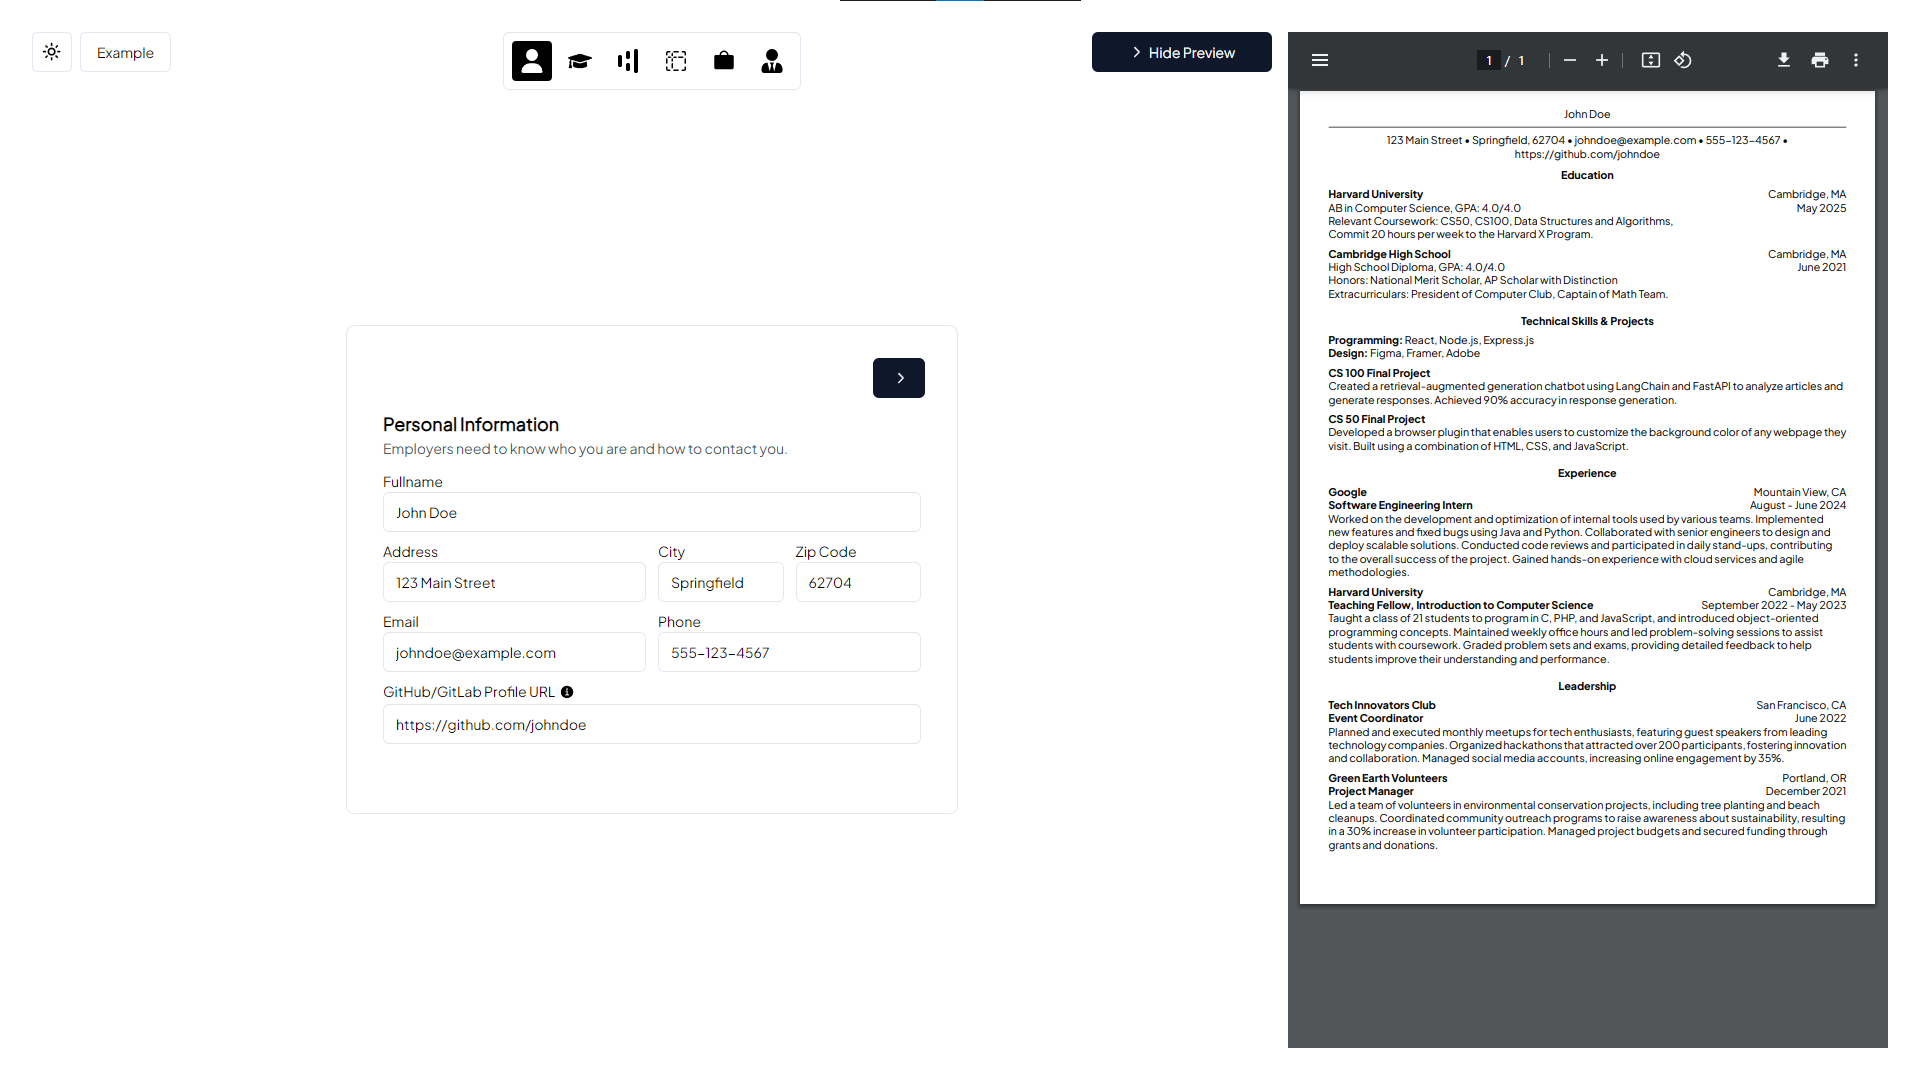 Example
Hide Preview
Personal Information
Employers need to know who you are and how to contact you.
Fullname
John Doe
Address City Zip Code
123 Main Street Springfield 62704
Email Phone
johndoe@example.com 555-123-4567
GitHub/GitLab Profile URL
https://github.com/johndoe
1 / 1
John Doe
123 Main Street • Springfield, 62704 • johndoe@example.com • 555-123-4567 •
https://github.com/johndoe
Education
Harvard University Cambridge, MA
AB in Computer Science, GPA: 4.0/4.0 May 2025
Relevant Coursework: CS50, CS100, Data Structures and Algorithms,
Commit 20 hours per week to the Harvard X Program.
Cambridge High School Cambridge, MA
High School Diploma, GPA: 4.0/4.0 June 2021
Honors: National Merit Scholar, AP Scholar with Distinction
Extracurriculars: President of Computer Club, Captain of Math Team.
Technical Skills & Projects
Programming: React, Node.js, Express.js
Design: Figma, Framer, Adobe
CS 100 Final Project
Created a retrieval-augmented generation chatbot using LangChain and FastAPI to analyze articles and
generate responses. Achieved 90% accuracy in response generation.
CS 50 Final Project
Developed a browser plugin that enables users to customize the background color of any webpage they
visit. Built using a combination of HTML, CSS, and JavaScript.
Experience
Google Mountain View, CA
Software Engineering Intern August - June 2024
Worked on the development and optimization of internal tools used by various teams. Implemented
new features and fixed bugs using Java and Python. Collaborated with senior engineers to design and
deploy scalable solutions. Conducted code reviews and participated in daily stand-ups, contributing
to the overall success of the project. Gained hands-on experience with cloud services and agile
methodologies.
Harvard University Cambridge, MA
Teaching Fellow, Introduction to Computer Science September 2022 - May 2023
Taught a class of 21 students to program in C, PHP, and JavaScript, and introduced object-oriented
programming concepts. Maintained weekly office hours and led problem-solving sessions to assist
students with coursework. Graded problem sets and exams, providing detailed feedback to help
students improve their understanding and performance.
Leadership
Tech Innovators Club San Francisco, CA
Event Coordinator June 2022
Planned and executed monthly meetups for tech enthusiasts, featuring guest speakers from leading
technology companies. Organized hackathons that attracted over 200 participants, fostering innovation
and collaboration. Managed social media accounts, increasing online engagement by 35%.
Green Earth Volunteers Portland, OR
Project Manager December 2021
Led a team of volunteers in environmental conservation projects, including tree planting and beach
cleanups. Coordinated community outreach programs to raise awareness about sustainability, resulting
in a 30% increase in volunteer participation. Managed project budgets and secured funding through
grants and donations.